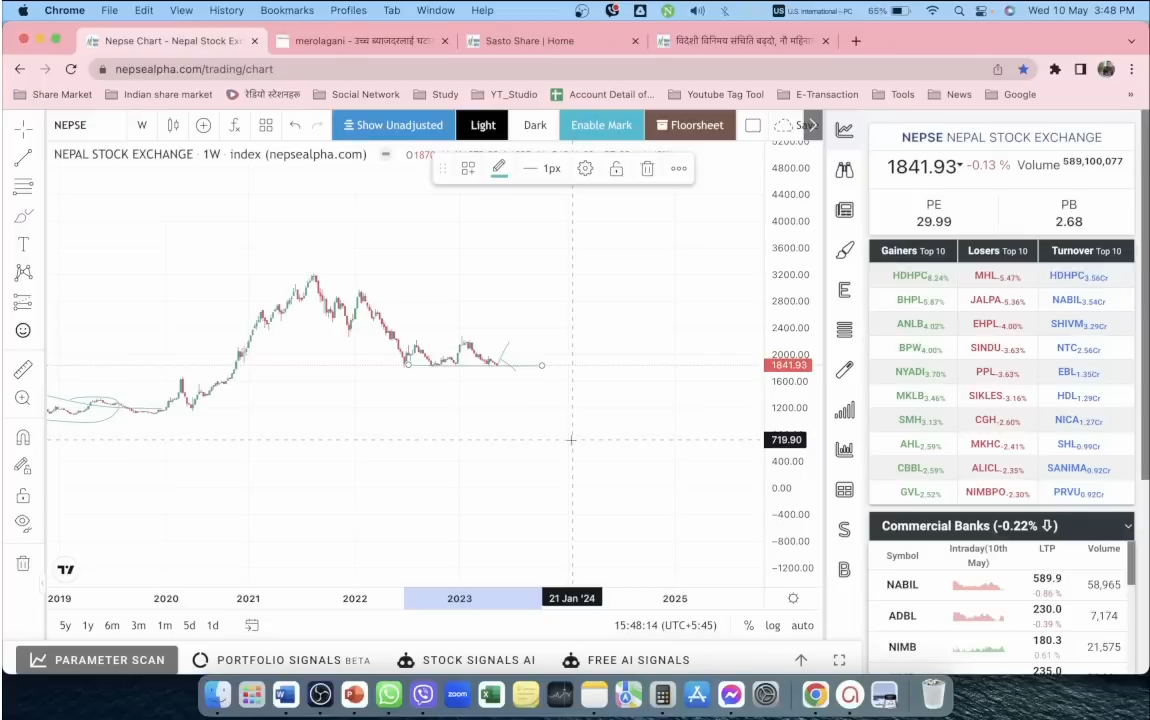 Chrome File Edit View History Bookmarks Profiles Tab Window Help US U.S. International – PC 65% Wed 10 May 3:48 PM
Nepse Chart - Nepal Stock Exc × merolagani - उच्च ब्याजदरलाई घटा × Sasto Share | Home × विदेशी विनिमय संचिति बढ्दो, नौ महिना ×
nepsealpha.com/trading/chart
Share Market Indian share market रेडियो स्टेशनहरू Social Network Study YT_Studio Account Detail of... Youtube Tag Tool E-Transaction Tools News Google »
NEPSE W Show Unadjusted Light Dark Enable Mark Floorsheet Sav
NEPAL STOCK EXCHANGE · 1W · index (nepsealpha.com) O1870
1px
5200.00
4800.00
4400.00
4000.00
3600.00
3200.00
2800.00
2400.00
2000.00
1841.93
1600.00
1200.00
719.90
400.00
0.00
−400.00
−800.00
−1200.00
2019 2020 2021 2022 2023 21 Jan '24 2025
5y 1y 6m 3m 1m 5d 1d 15:48:14 (UTC+5:45) % log auto
PARAMETER SCAN PORTFOLIO SIGNALS BETA STOCK SIGNALS AI FREE AI SIGNALS
E
S
B
NEPSE NEPAL STOCK EXCHANGE
1841.93 -0.13 % Volume 589,100,077
PE PB
29.99 2.68
Gainers Top 10 Losers Top 10 Turnover Top 10
HDHPC 8.24% MHL -5.47% HDHPC 3.56Cr
BHPL 5.87% JALPA -5.36% NABIL 3.54Cr
ANLB 4.02% EHPL -4.00% SHIVM 3.29Cr
BPW 4.00% SINDU -3.63% NTC 2.56Cr
NYADI 3.70% PPL -3.63% EBL 1.35Cr
MKLB 3.46% SIKLES -3.16% HDL 1.29Cr
SMH 3.13% CGH -2.60% NICA 1.27Cr
AHL 2.59% MKHC -2.41% SHL 0.99Cr
CBBL 2.59% ALICL -2.35% SANIMA 0.92Cr
GVL 2.52% NIMBPO -2.30% PRVU 0.92Cr
Commercial Banks (-0.22% ⇩)
Symbol Intraday(10th May) LTP Volume
NABIL 589.9 58,965
-0.86 %
ADBL 230.0 7,174
-0.39 %
NIMB 180.3 21,575
0.61 %
235.0
zoom